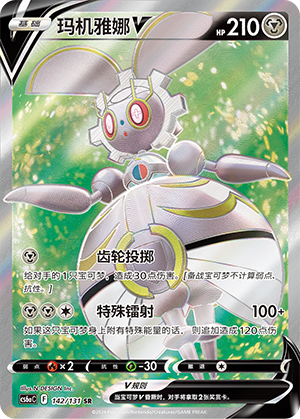 基础 玛机雅娜V HP 210
齿轮投掷
给对手的1只宝可梦，造成30点伤害。[备战宝可梦不计算弱点、
抗性。]
特殊镭射 100+
如果这只宝可梦身上附有特殊能量的话，则追加造成120点伤
害。
弱点 ×2 抗性 -30 撤退
Illus. N-DESIGN Inc.
V规则
当宝可梦V昏厥时，对手将拿取2张奖赏卡。
CS6aC F 142/131 SR